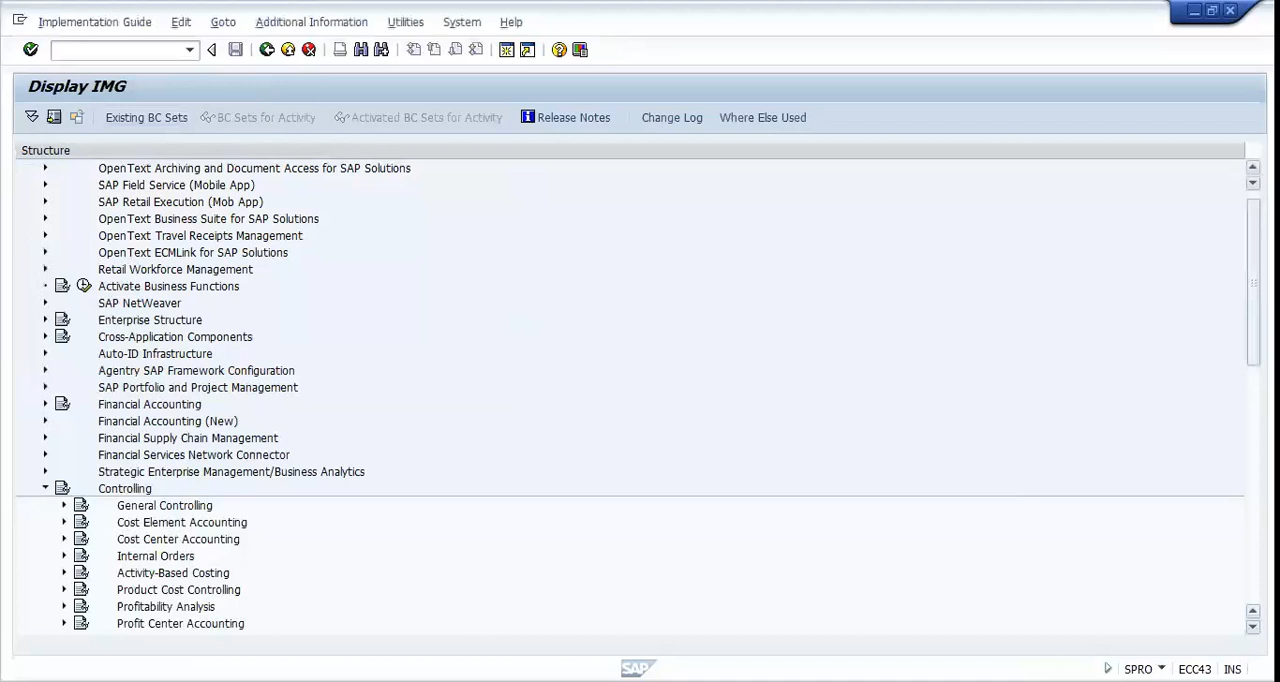 Implementation Guide Edit Goto Additional Information Utilities System Help
Display IMG
Existing BC Sets BC Sets for Activity Activated BC Sets for Activity Release Notes Change Log Where Else Used
Structure
OpenText Archiving and Document Access for SAP Solutions
SAP Field Service (Mobile App)
SAP Retail Execution (Mob App)
OpenText Business Suite for SAP Solutions
OpenText Travel Receipts Management
OpenText ECMLink for SAP Solutions
Retail Workforce Management
Activate Business Functions
SAP NetWeaver
Enterprise Structure
Cross-Application Components
Auto-ID Infrastructure
Agentry SAP Framework Configuration
SAP Portfolio and Project Management
Financial Accounting
Financial Accounting (New)
Financial Supply Chain Management
Financial Services Network Connector
Strategic Enterprise Management/Business Analytics
Controlling
General Controlling
Cost Element Accounting
Cost Center Accounting
Internal Orders
Activity-Based Costing
Product Cost Controlling
Profitability Analysis
Profit Center Accounting
SAP SPRO ECC43 INS